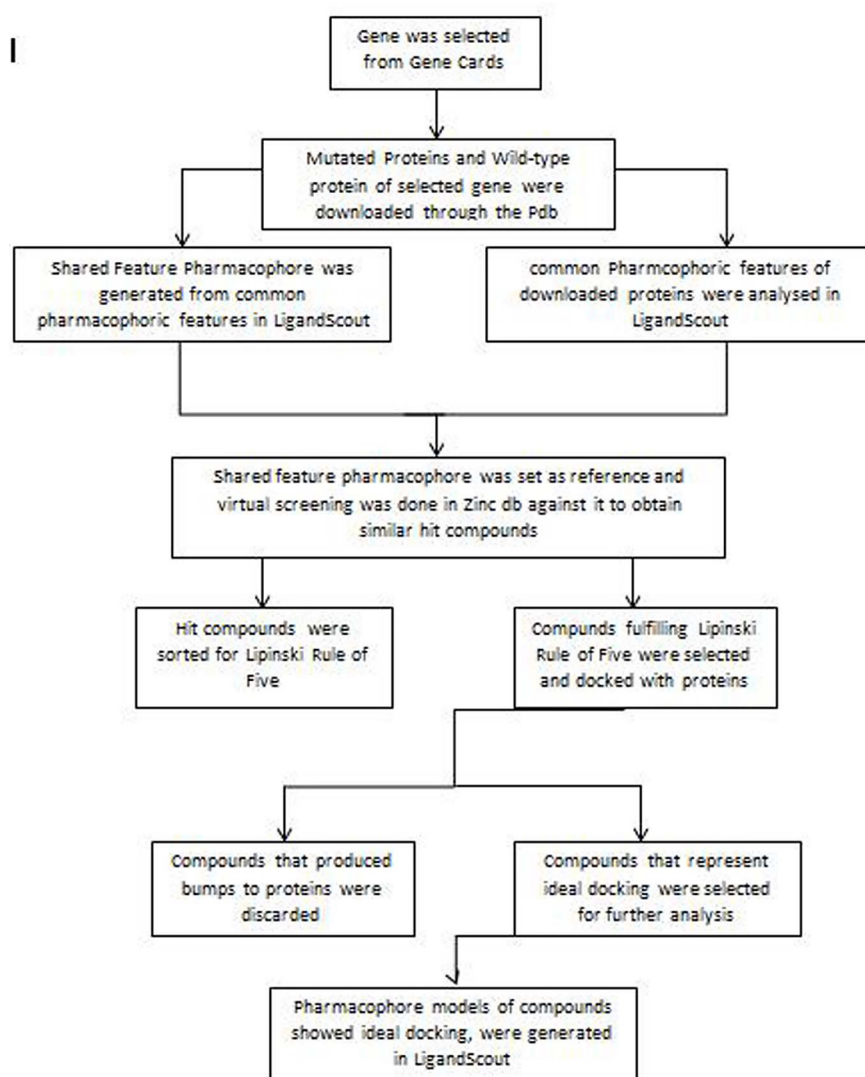 I
Gene was selected
from Gene Cards
Mutated Proteins and Wild-type
protein of selected gene were
downloaded through the Pdb
Shared Feature Pharmacophore was
generated from common
pharmacophoric features in LigandScout
common Pharmcophoric features of
downloaded proteins were analysed in
LigandScout
Shared feature pharmacophore was set as reference and
virtual screening was done in Zinc db against it to obtain
similar hit compounds
Hit compounds were
sorted for Lipinski Rule of
Five
Compunds fulfilling Lipinski
Rule of Five were selected
and docked with proteins
Compounds that produced
bumps to proteins were
discarded
Compounds that represent
ideal docking were selected
for further analysis
Pharmacophore models of compounds
showed ideal docking, were generated
in LigandScout